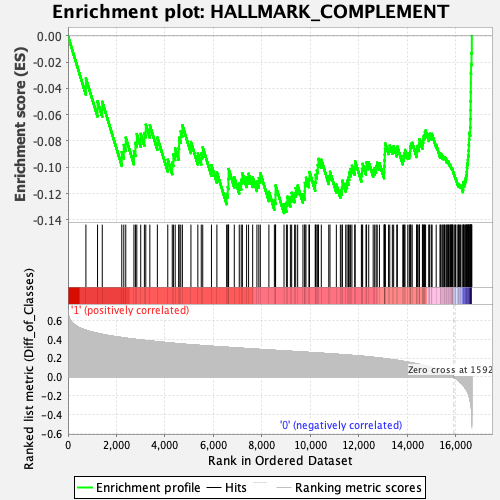 Enrichment plot: HALLMARK_COMPLEMENT
Enrichment score (ES)
0.00
-0.02
-0.04
-0.06
-0.08
-0.10
-0.12
-0.14
Ranked list metric (Diff_of_Classes)
'1' (positively correlated)
0.6
0.4
0.2
0.0
-0.2
-0.4
-0.6
Zero cross at 1592
'0' (negatively correlated)
0
2,000
4,000
6,000
8,000
10,000
12,000
14,000
16,000
Rank in Ordered Dataset
Enrichment profile
Hits
Ranking metric scores